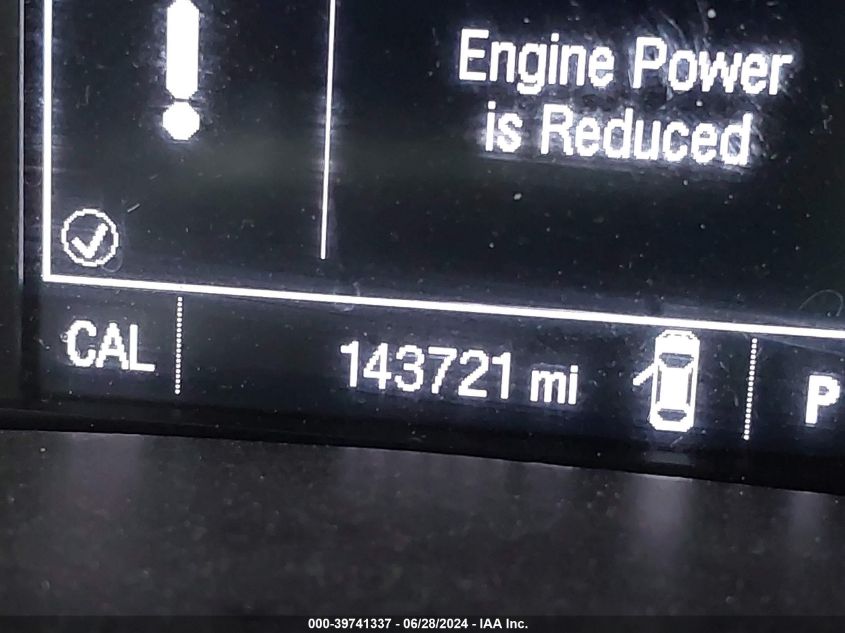 Engine Power
is Reduced
CAL
143721 mi
P
000-39741337 - 06/28/2024 - IAA Inc.